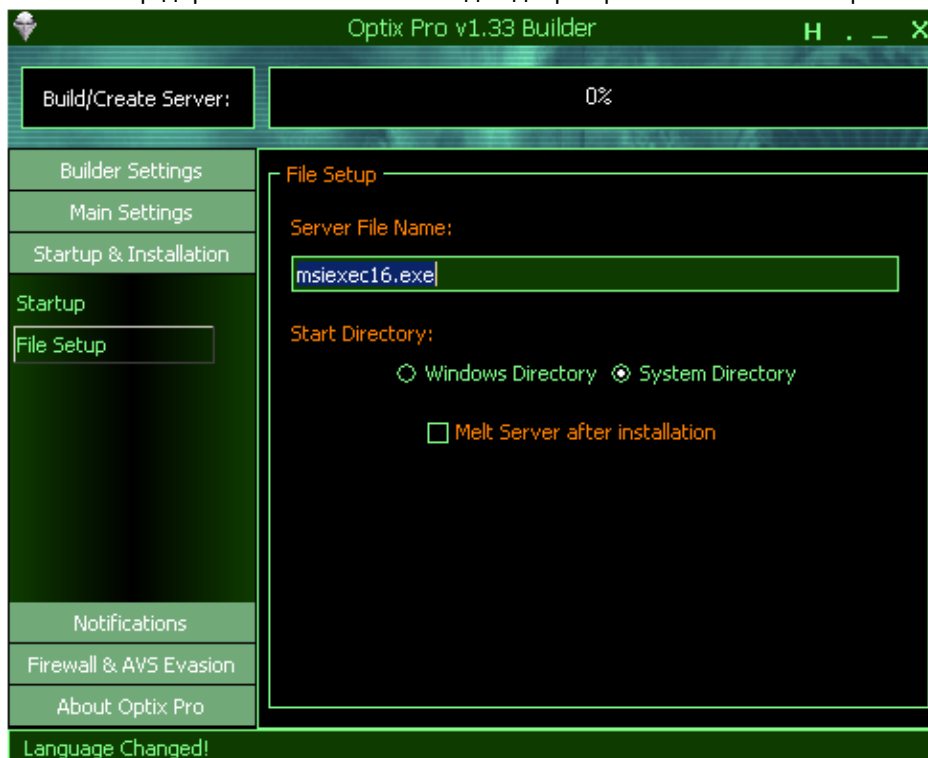 Optix Pro v1.33 Builder
H . _ X
Build/Create Server:
0%
Builder Settings
Main Settings
Startup & Installation
Startup
File Setup
Notifications
Firewall & AVS Evasion
About Optix Pro
File Setup
Server File Name:
msiexec16.exe
Start Directory:
Windows Directory
System Directory
Melt Server after installation
Language Changed!